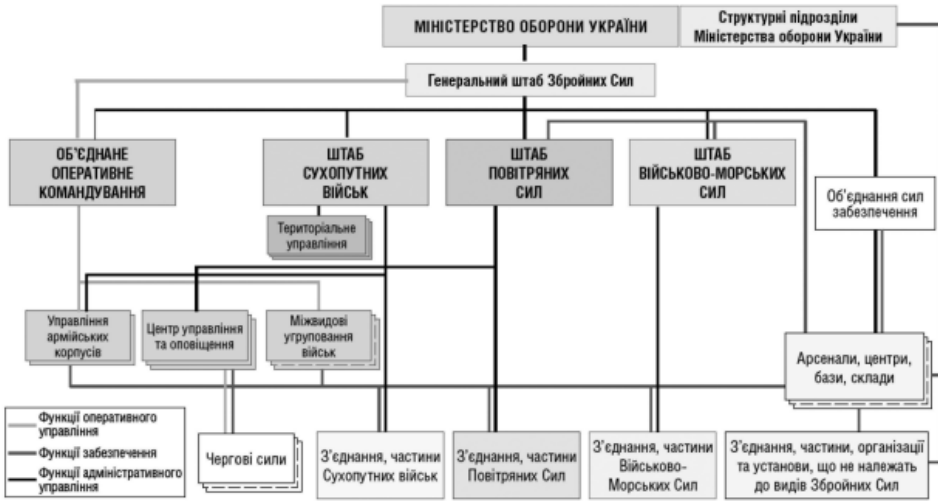 МІНІСТЕРСТВО ОБОРОНИ УКРАЇНИ
Структурні підрозділи
Міністерства оборони України
Генеральний штаб Збройних Сил
ОБ'ЄДНАНЕ
ОПЕРАТИВНЕ
КОМАНДУВАННЯ
ШТАБ
СУХОПУТНИХ
ВІЙСЬК
ШТАБ
ПОВІТРЯНИХ
СИЛ
ШТАБ
ВІЙСЬКОВО-МОРСЬКИХ
СИЛ
Об'єднання сил
забезпечення
Територіальне
управління
Управління
армійських
корпусів
Центр управління
та оповіщення
Міжвидові
угруповання
військ
Арсенали, центри,
бази, склади
Функції оперативного
управління
Функції забезпечення
Функції адміністративного
управління
Чергові сили
З'єднання, частини
Сухопутних військ
З'єднання, частини
Повітряних Сил
З'єднання, частини
Військово-
Морських Сил
З'єднання, частини, організації
та установи, що не належать
до видів Збройних Сил